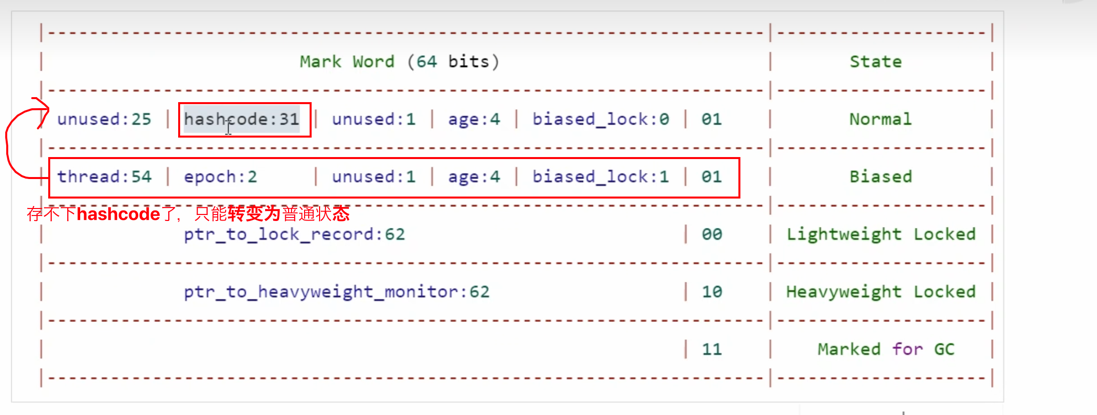 |--------------------------------------------------------------------|--------------------|
| Mark Word (64 bits) | State |
|--------------------------------------------------------------------|--------------------|
| unused:25 | hashcode:31 | unused:1 | age:4 | biased_lock:0 | 01 | Normal |
|--------------------------------------------------------------------|--------------------|
| thread:54 | epoch:2 | unused:1 | age:4 | biased_lock:1 | 01 | Biased |
|--------------------------------------------------------------------|--------------------|
存不下hashcode了，只能转变为普通状态
| ptr_to_lock_record:62 | 00 | Lightweight Locked |
|--------------------------------------------------------------------|--------------------|
| ptr_to_heavyweight_monitor:62 | 10 | Heavyweight Locked |
|--------------------------------------------------------------------|--------------------|
| | 11 | Marked for GC |
|--------------------------------------------------------------------|--------------------|